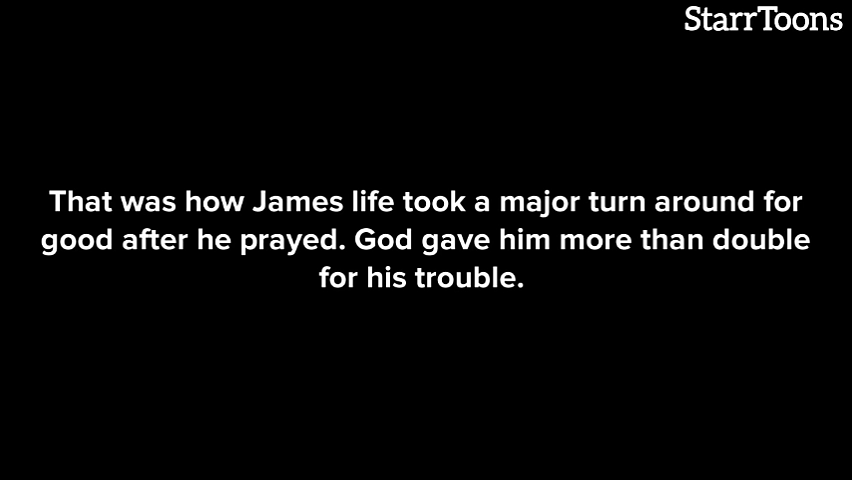 StarrToons
That was how James life took a major turn around for
good after he prayed. God gave him more than double
for his trouble.